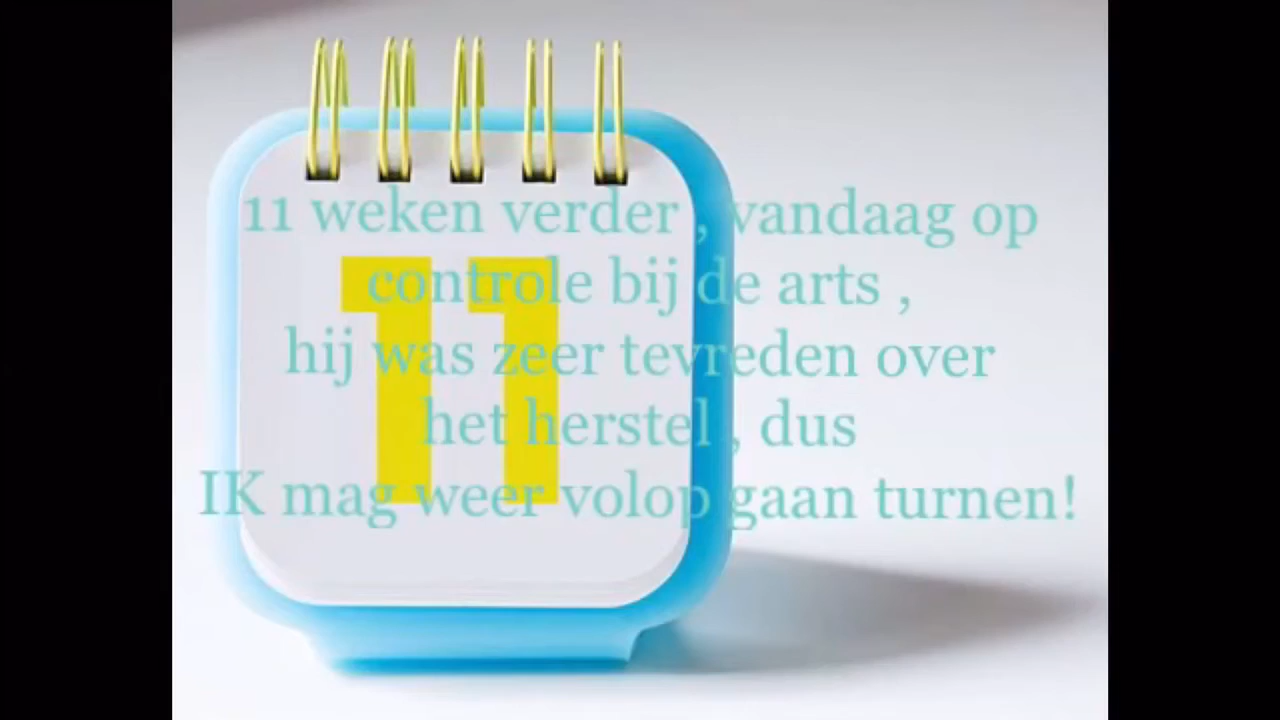 11 weken verder , vandaag op
controle bij de arts ,
hij was zeer tevreden over
het herstel , dus
IK mag weer volop gaan turnen!
11